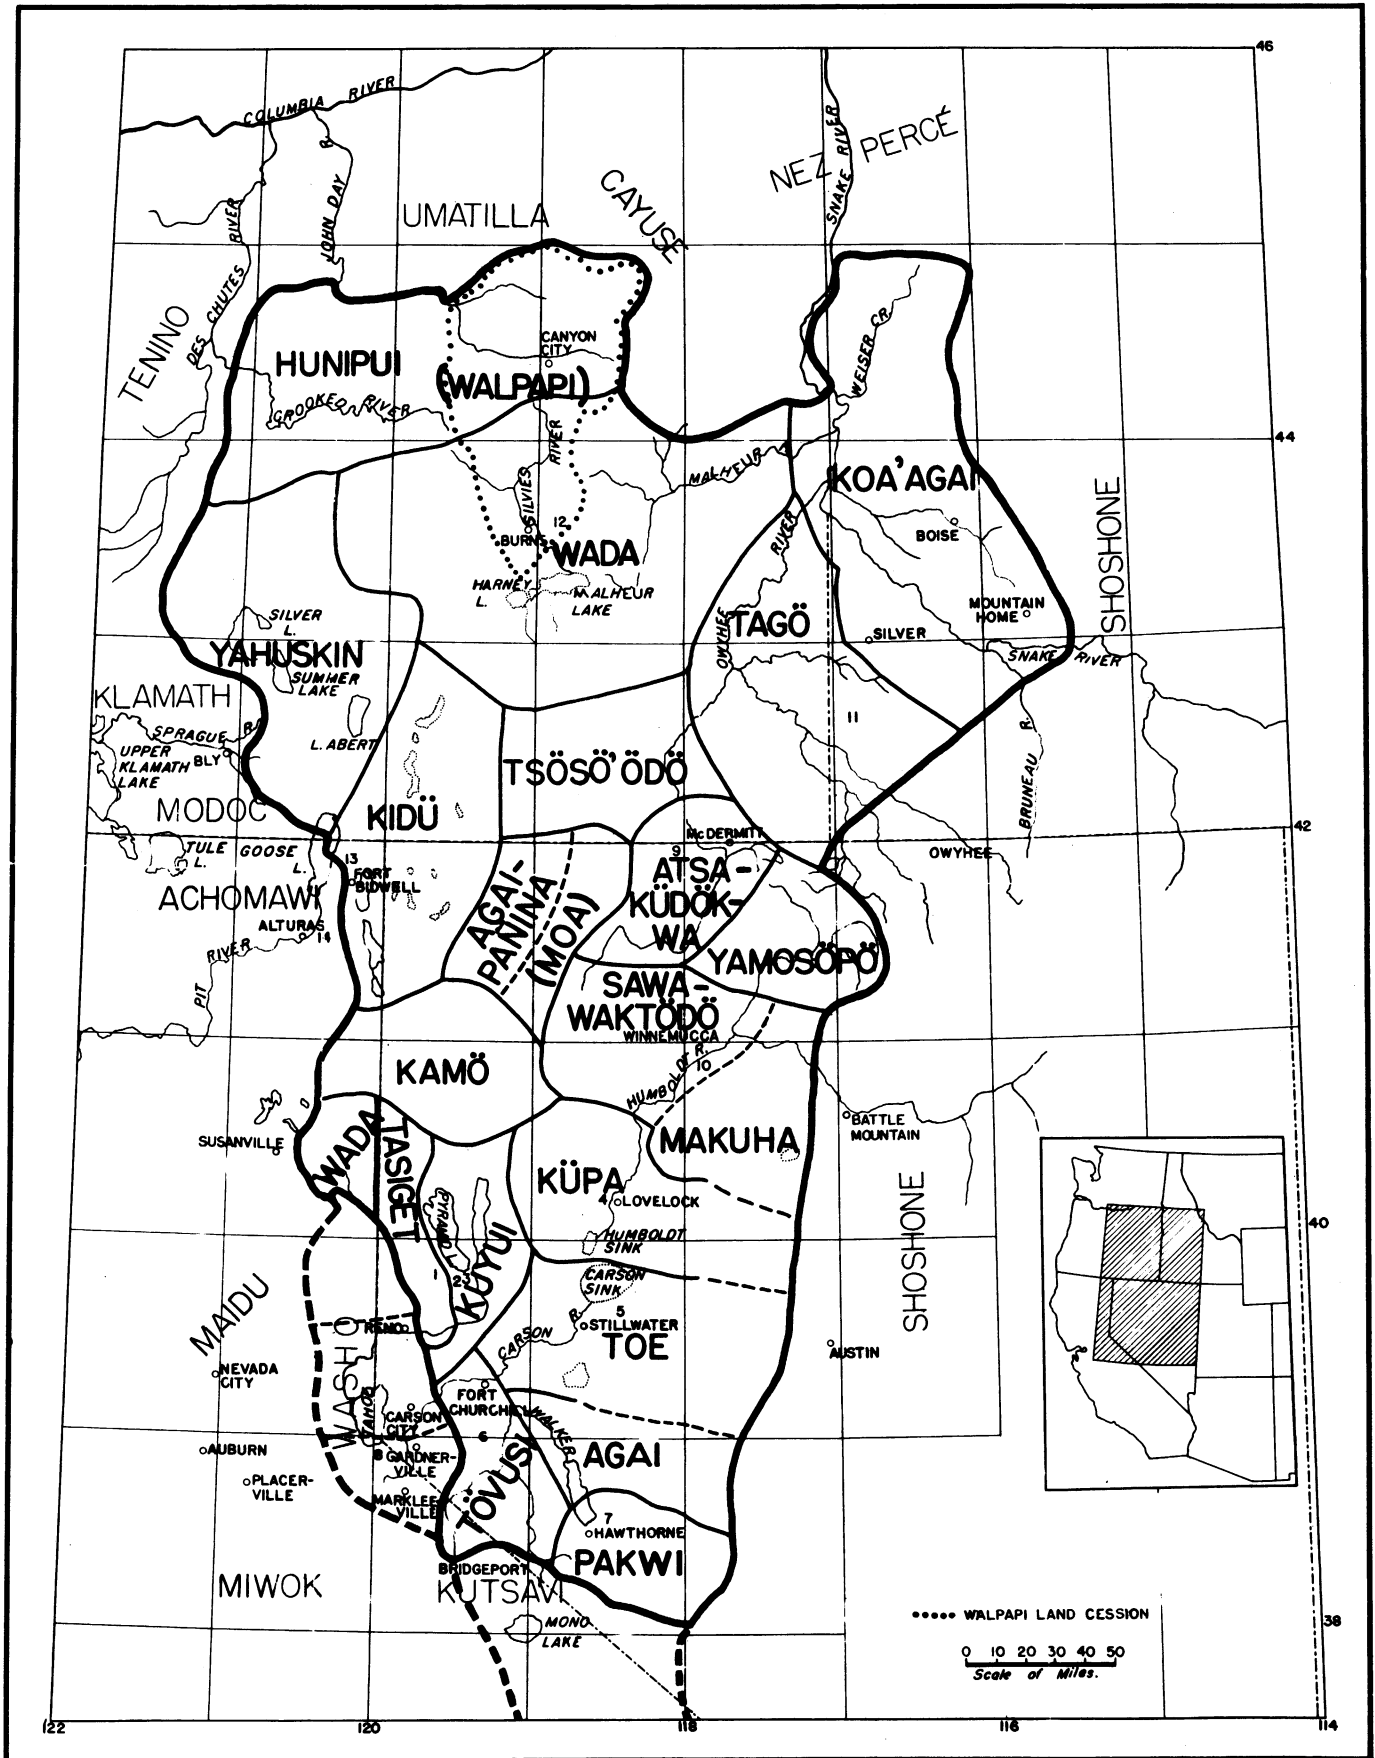 46
COLUMBIA RIVER
JOHN DAY R.
DES CHUTES RIVER
SNAKE RIVER
NEZ PERCÉ
UMATILLA
CAYUSE
TENINO
HUNIPUI
CANYON
CITY
(WALPAPI)
WEISER CR.
CROOKED RIVER
44
SILVIES RIVER
MALHEUR
KOA'AGAI
SHOSHONE
BOISE
BURNS
12
WADA
RIVER
OWYHEE
HARNEY
L.
MALHEUR
LAKE
MOUNTAIN
HOME
TAGÖ
SILVER
SILVER
L.
YAHUSKIN
SUMMER
LAKE
SNAKE RIVER
KLAMATH
SPRAGUE R.
UPPER
KLAMATH
LAKE
BLY
L. ABERT
11
BRUNEAU R.
TSÖSÖ'ÖDÖ
MODOC
KIDÜ
42
McDERMITT
TULE
L.
GOOSE
L.
13
FORT
BIDWELL
9
ATSA-
KÜDÖK-
WA
OWYHEE
ACHOMAWI
ALTURAS
14
PIT RIVER
AGAI-
PANINA
(MOA)
YAMOSÖPÖ
SAWA-
WAKTÖDÖ
WINNEMUCCA
HUMBOLDT R.
10
KAMÖ
BATTLE
MOUNTAIN
SUSANVILLE
WADA
TASIGET
MAKUHA
KÜPA
4
LOVELOCK
SHOSHONE
40
PYRAMID L.
KUYUI
HUMBOLDT
SINK
1
2
3
CARSON
SINK
MAIDU
RENO
CARSON R.
5
STILLWATER
TOE
AUSTIN
NEVADA
CITY
WASHO
TAHOE
FORT
CHURCHILL
CARSON
CITY
WALKER
6
AUBURN
8
GARDNER-
VILLE
AGAI
PLACER-
VILLE
MARKLEE-
VILLE
TÖVUSI
7
HAWTHORNE
PAKWI
BRIDGEPORT
MIWOK
KUTSAVI
MONO
LAKE
WALPAPI LAND CESSION
38
0 10 20 30 40 50
Scale of Miles.
122 120 118 116 114